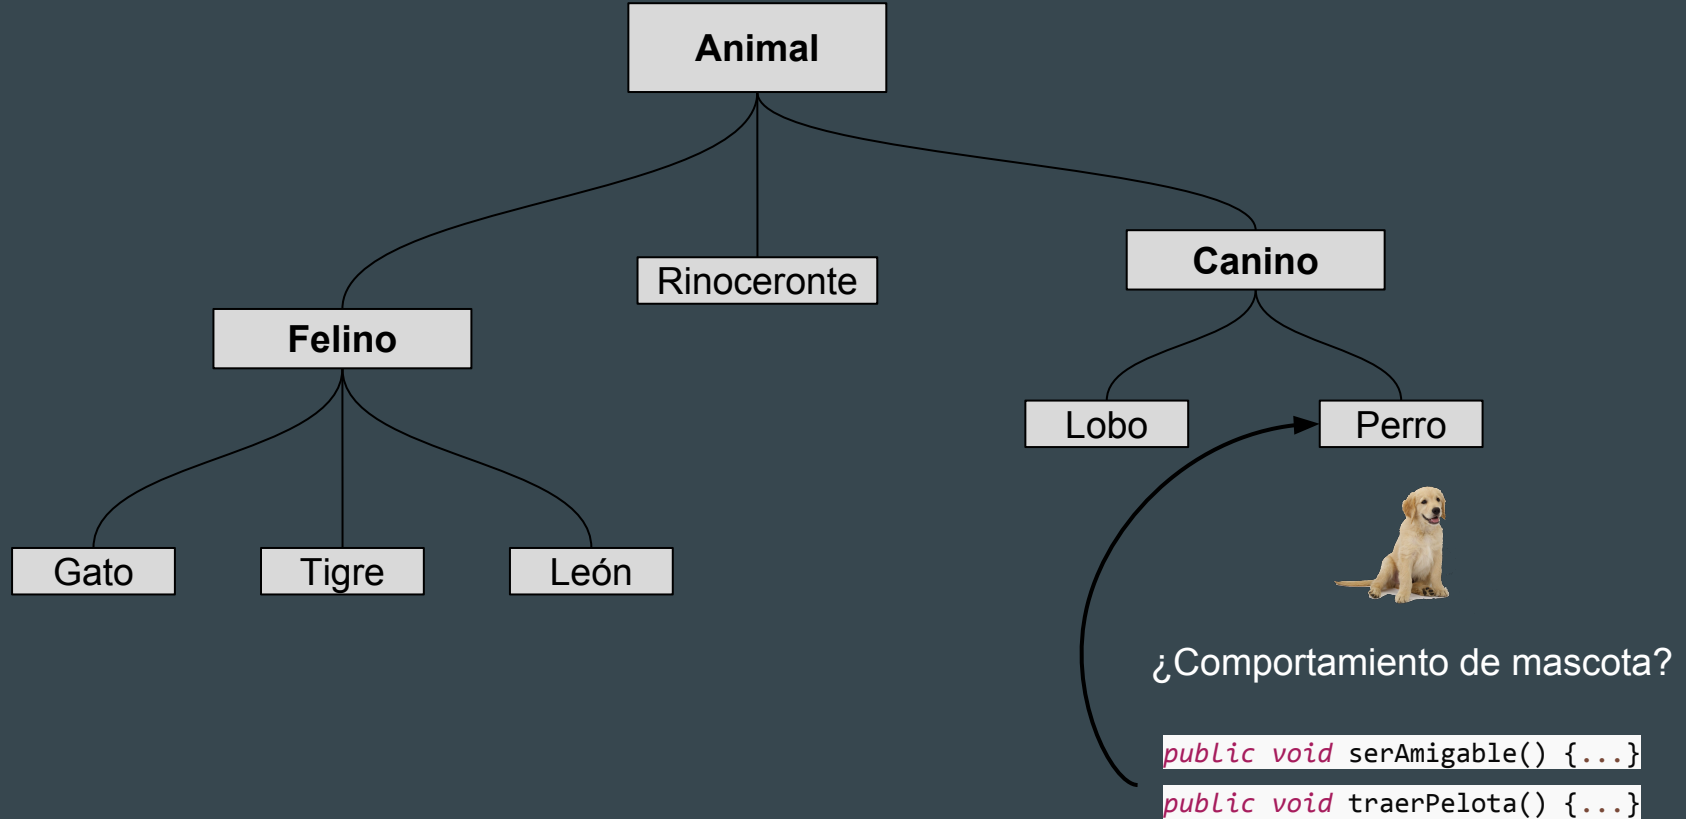 Animal
Rinoceronte
Canino
Felino
Lobo
Perro
Gato
Tigre
León
¿Comportamiento de mascota?
public void serAmigable() {...}
public void traerPelota() {...}